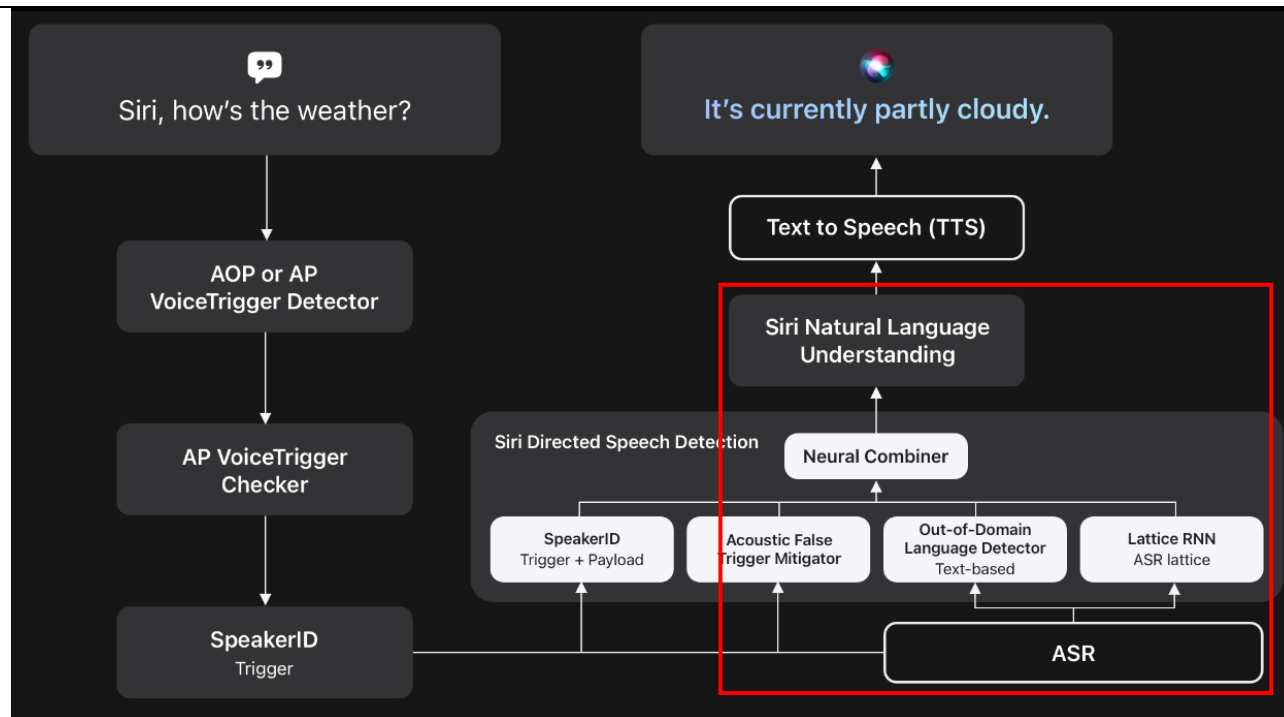 Siri, how's the weather?
AOP or AP
VoiceTrigger Detector
AP VoiceTrigger
Checker
SpeakerID
Trigger
It's currently partly cloudy.
Text to Speech (TTS)
Siri Natural Language
Understanding
Siri Directed Speech Detection
Neural Combiner
SpeakerID
Trigger + Payload
Acoustic False
Trigger Mitigator
Out-of-Domain
Language Detector
Text-based
Lattice RNN
ASR lattice
ASR